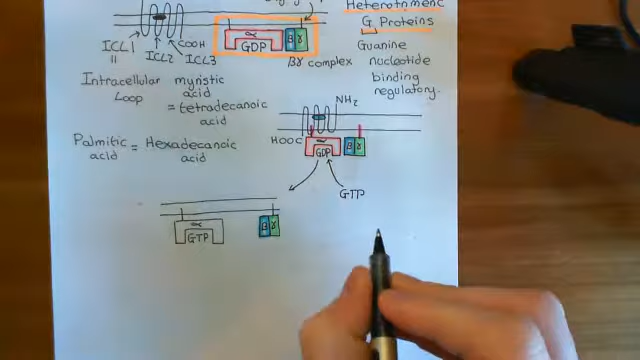 Heterotrimeric
G Proteins
Guanine
nucleotide
binding
regulatory.
ICL1
ICL2
COOH
ICL3
α
GDP
β γ
βγ complex
Intracellular
Loop
myristic
acid
= tetradecanoic
acid
Palmitic = Hexadecanoic
acid acid
NH2
HOOC
α
GDP
β γ
GTP
α
GTP
β γ